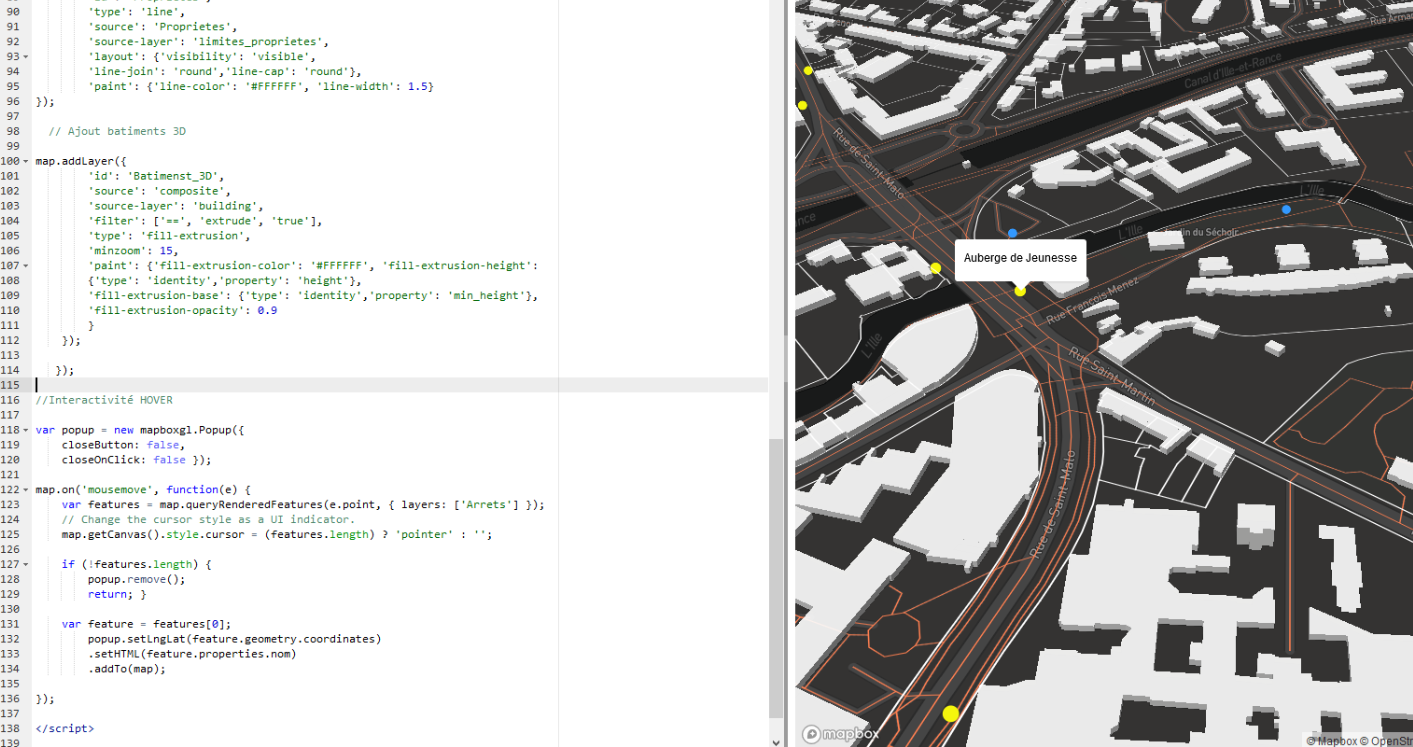 90 'type': 'line',
91 'source': 'Proprietes',
92 'source-layer': 'limites_proprietes',
93 'layout': {'visibility': 'visible',
94 'line-join': 'round','line-cap': 'round'},
95 'paint': {'line-color': '#FFFFFF', 'line-width': 1.5}
96 });
97
98 // Ajout batiments 3D
99
100 map.addLayer({
101 'id': 'Batimenst_3D',
102 'source': 'composite',
103 'source-layer': 'building',
104 'filter': ['==', 'extrude', 'true'],
105 'type': 'fill-extrusion',
106 'minzoom': 15,
107 'paint': {'fill-extrusion-color': '#FFFFFF', 'fill-extrusion-height':
108 {'type': 'identity','property': 'height'},
109 'fill-extrusion-base': {'type': 'identity','property': 'min_height'},
110 'fill-extrusion-opacity': 0.9
111 }
112 });
113
114 });
115
116 //Interactivité HOVER
117
118 var popup = new mapboxgl.Popup({
119 closeButton: false,
120 closeOnClick: false });
121
122 map.on('mousemove', function(e) {
123 var features = map.queryRenderedFeatures(e.point, { layers: ['Arrets'] });
124 // Change the cursor style as a UI indicator.
125 map.getCanvas().style.cursor = (features.length) ? 'pointer' : '';
126
127 if (!features.length) {
128 popup.remove();
129 return; }
130
131 var feature = features[0];
132 popup.setLngLat(feature.geometry.coordinates)
133 .setHTML(feature.properties.nom)
134 .addTo(map);
135
136 });
137
138 </script>
139
Rue Arma
Canal d'Ille-et-Rance
Rue de Saint-Malo
L'Ille
L'Ille
du Séchoir
Auberge de Jeunesse
Rue François Menez
L'Ille
Rue Saint-Martin
Rue de Saint-Malo
mapbox
© Mapbox © OpenStr